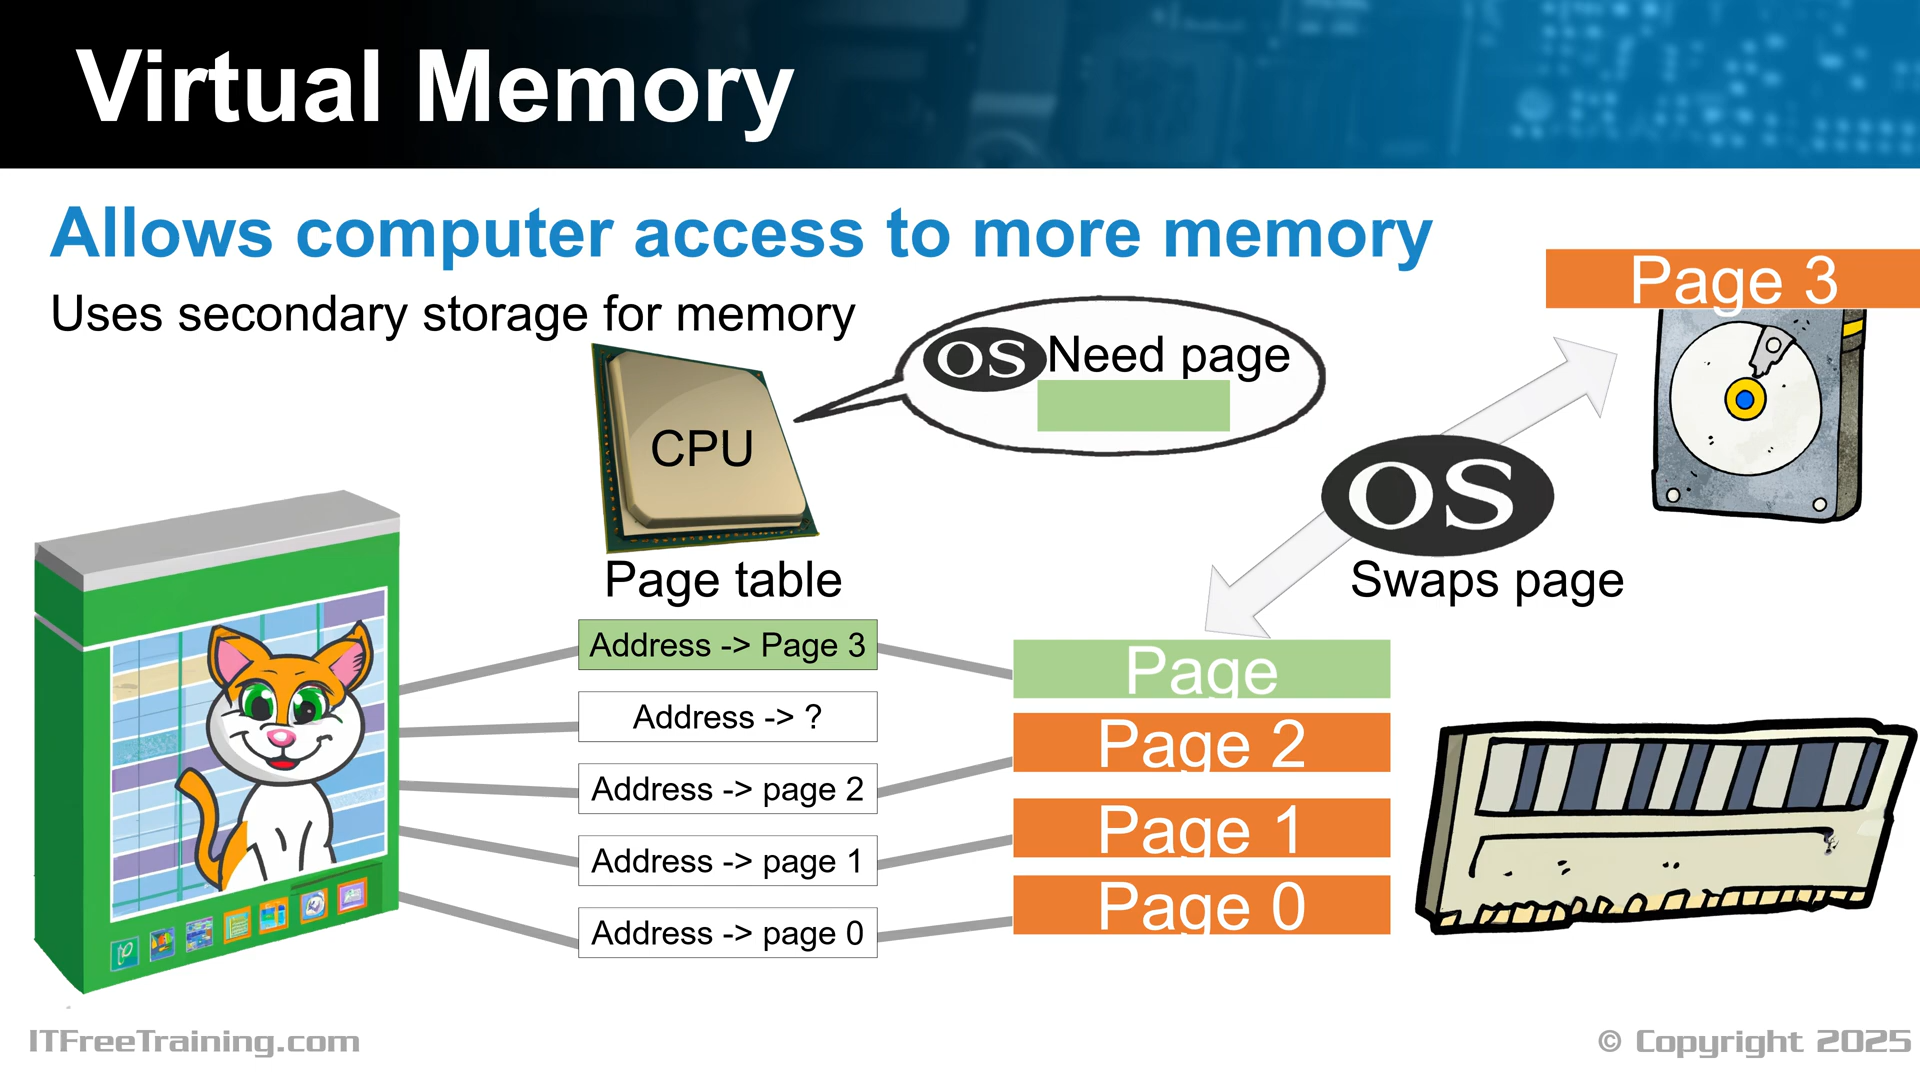 Virtual Memory
Allows computer access to more memory
Uses secondary storage for memory
Page 3
OS Need page
CPU
OS
Swaps page
Page table
Address -> Page 3
Address -> ?
Address -> page 2
Address -> page 1
Address -> page 0
Page
Page 2
Page 1
Page 0
ITFreeTraining.com
© Copyright 2025